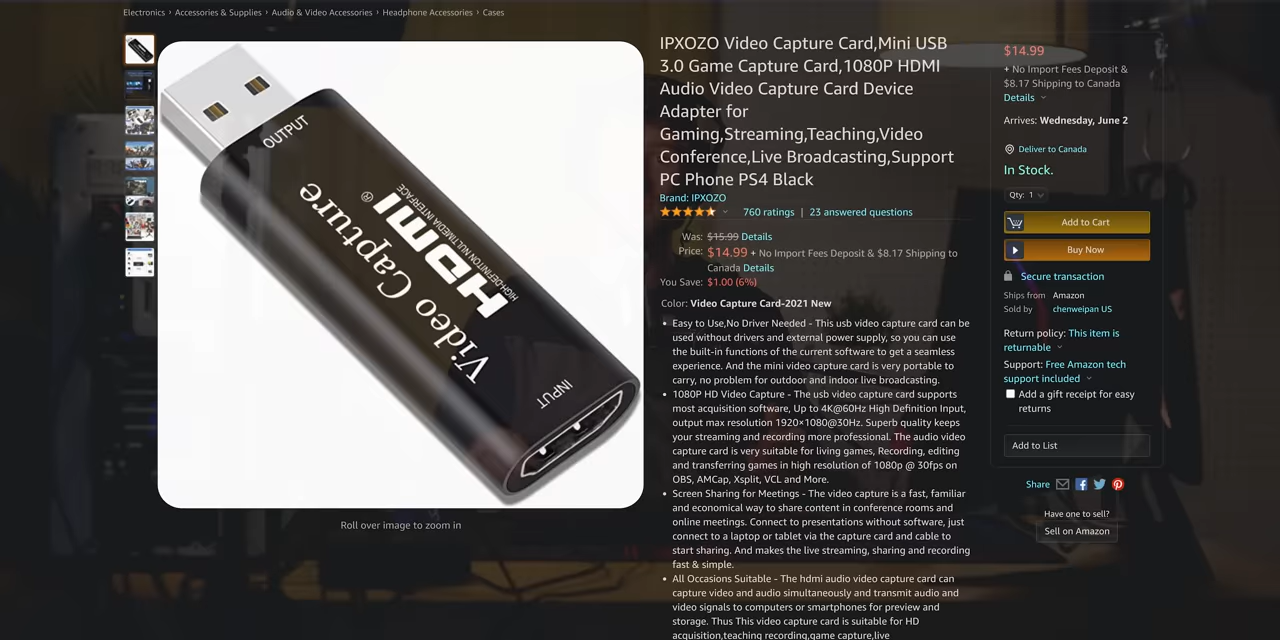 Electronics › Accessories & Supplies › Audio & Video Accessories › Headphone Accessories › Cases
OUTPUT
Video Capture
HDMI
®
HIGH-DEFINITION MULTIMEDIA INTERFACE
INPUT
Roll over image to zoom in
IPXOZO Video Capture Card,Mini USB
3.0 Game Capture Card,1080P HDMI
Audio Video Capture Card Device
Adapter for
Gaming,Streaming,Teaching,Video
Conference,Live Broadcasting,Support
PC Phone PS4 Black
Brand: IPXOZO
760 ratings | 23 answered questions
Was: $15.99 Details
Price: $14.99 + No Import Fees Deposit & $8.17 Shipping to
Canada Details
You Save: $1.00 (6%)
Color: Video Capture Card-2021 New
• Easy to Use,No Driver Needed - This usb video capture card can be
used without drivers and external power supply, so you can use
the built-in functions of the current software to get a seamless
experience. And the mini video capture card is very portable to
carry, no problem for outdoor and indoor live broadcasting.
• 1080P HD Video Capture - The usb video capture card supports
most acquisition software, Up to 4K@60Hz High Definition Input,
output max resolution 1920×1080@30Hz. Superb quality keeps
your streaming and recording more professional. The audio video
capture card is very suitable for living games, Recording, editing
and transferring games in high resolution of 1080p @ 30fps on
OBS, AMCap, Xsplit, VCL and More.
• Screen Sharing for Meetings - The video capture is a fast, familiar
and economical way to share content in conference rooms and
online meetings. Connect to presentations without software, just
connect to a laptop or tablet via the capture card and cable to
start sharing. And makes the live streaming, sharing and recording
fast & simple.
• All Occasions Suitable - The hdmi audio video capture card can
capture video and audio simultaneously and transmit audio and
video signals to computers or smartphones for preview and
storage. Thus This video capture card is suitable for HD
acquisition,teaching recording,game capture,live
$14.99
+ No Import Fees Deposit &
$8.17 Shipping to Canada
Details
Arrives: Wednesday, June 2
Deliver to Canada
In Stock.
Qty: 1
Add to Cart
Buy Now
Secure transaction
Ships from Amazon
Sold by chenweipan US
Return policy: This item is
returnable
Support: Free Amazon tech
support included
Add a gift receipt for easy
returns
Add to List
Share
Have one to sell?
Sell on Amazon